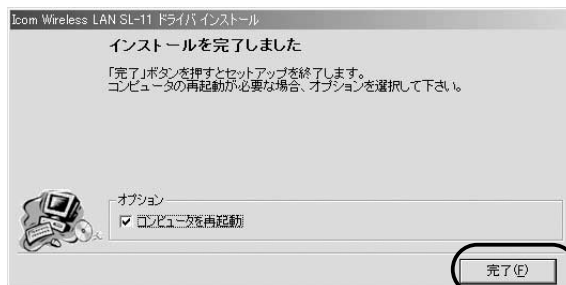 Icom Wireless LAN SL-11 ドライバ インストール
インストールを完了しました
「完了」ボタンを押すとセットアップを終了します。
コンピュータの再起動が必要な場合、オプションを選択して下さい。
オプション
コンピュータを再起動
完了(F)